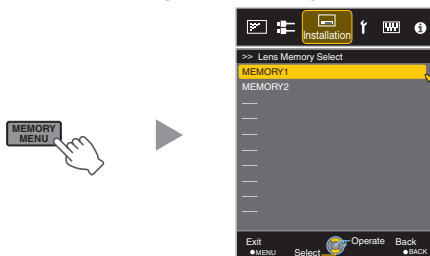 MEMORY
MENU
Installation
>> Lens Memory Select
MEMORY1
MEMORY2
-----
-----
-----
-----
-----
-----
-----
-----
Exit
●MENU
Select
Operate
Back
●BACK